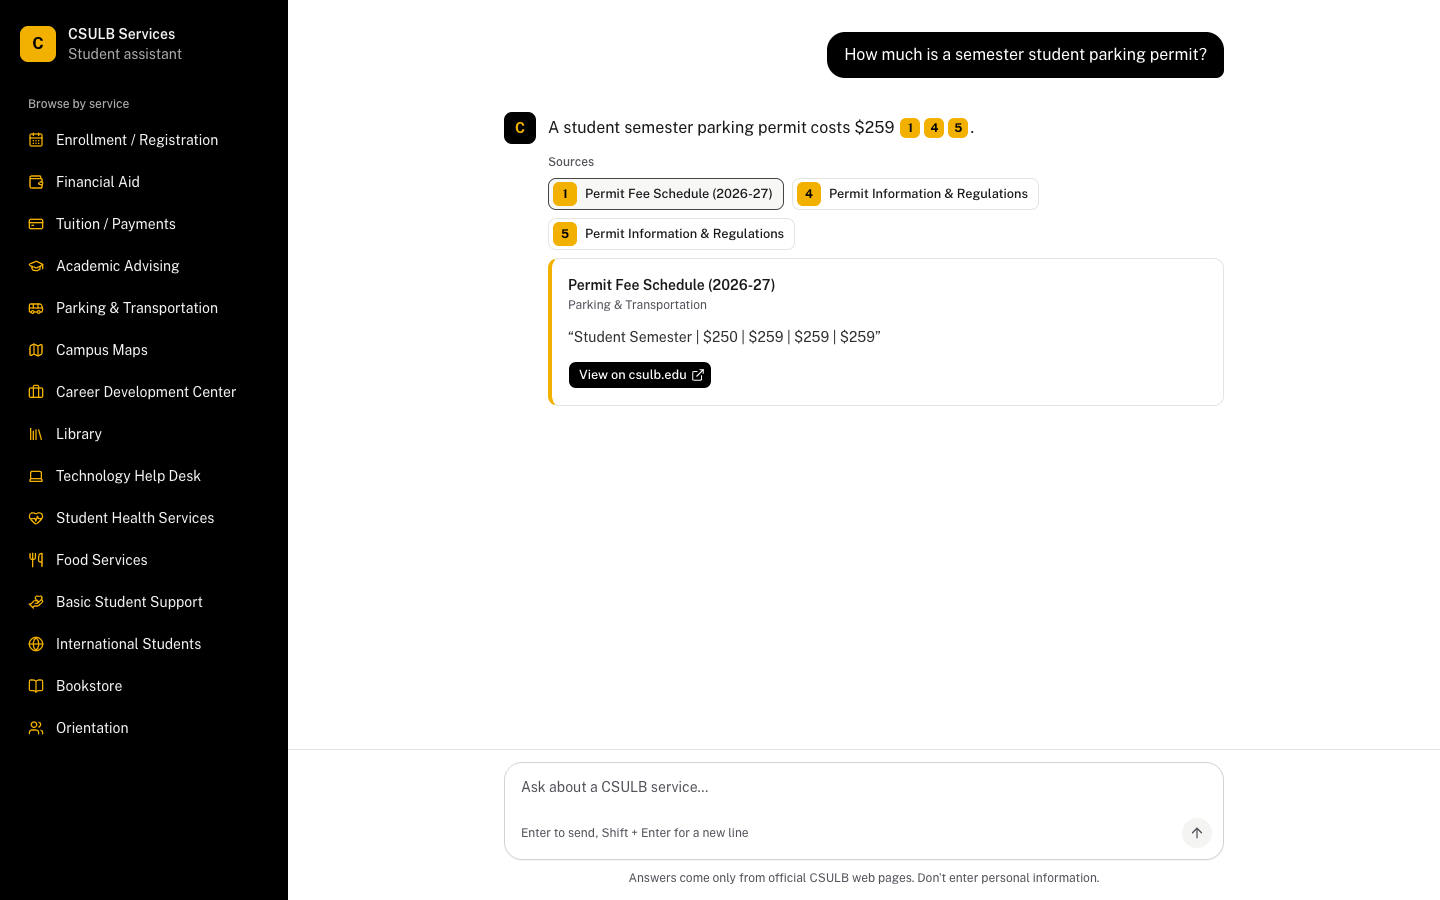 C
CSULB Services
Student assistant
Browse by service
Enrollment / Registration
Financial Aid
Tuition / Payments
Academic Advising
Parking & Transportation
Campus Maps
Career Development Center
Library
Technology Help Desk
Student Health Services
Food Services
Basic Student Support
International Students
Bookstore
Orientation
How much is a semester student parking permit?
C
A student semester parking permit costs $259 1 4 5.
Sources
1 Permit Fee Schedule (2026-27)
4 Permit Information & Regulations
5 Permit Information & Regulations
Permit Fee Schedule (2026-27)
Parking & Transportation
“Student Semester | $250 | $259 | $259 | $259”
View on csulb.edu
Ask about a CSULB service...
Enter to send, Shift + Enter for a new line
Answers come only from official CSULB web pages. Don't enter personal information.